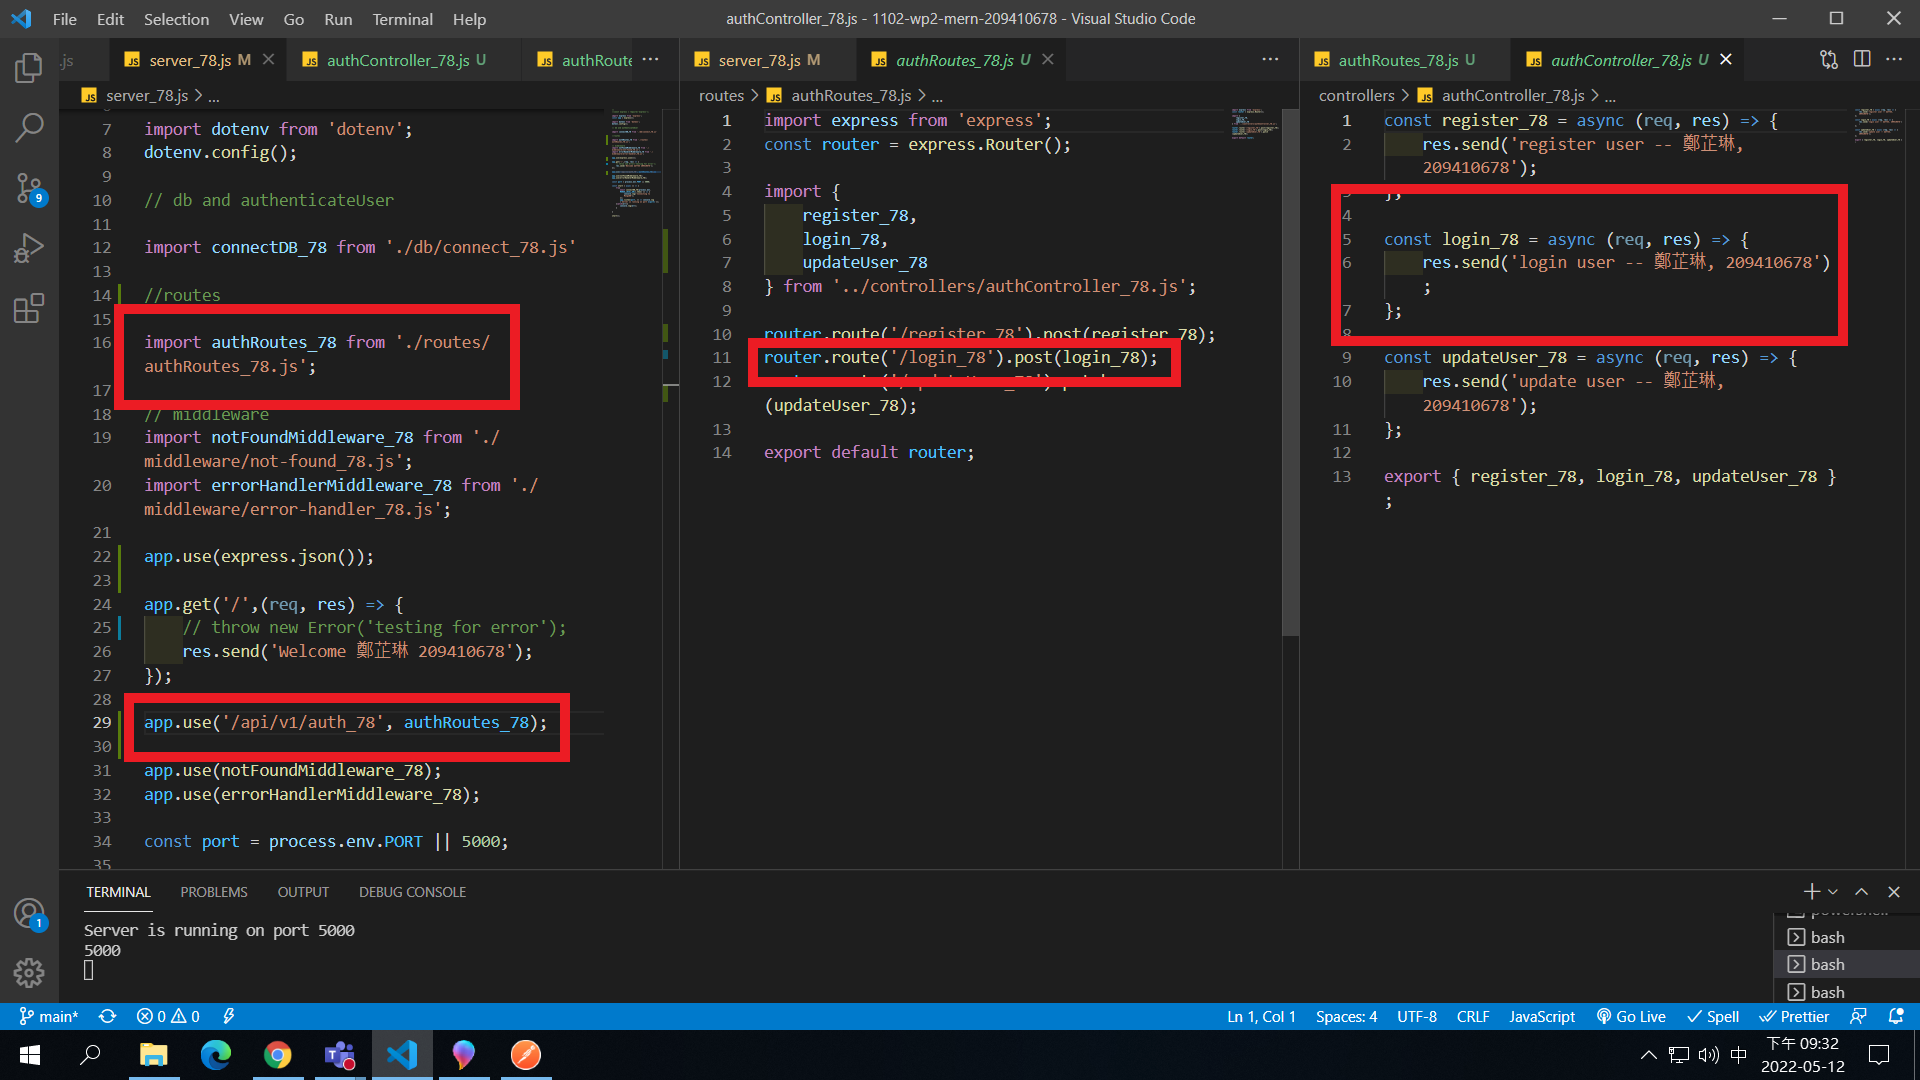 File Edit Selection View Go Run Terminal Help
authController_78.js - 1102-wp2-mern-209410678 - Visual Studio Code
.js
server_78.js M
authController_78.js U
authRoute
server_78.js M
authRoutes_78.js U
authRoutes_78.js U
authController_78.js U
server_78.js > ...
7 import dotenv from 'dotenv';
8 dotenv.config();
9
10 // db and authenticateUser
11
12 import connectDB_78 from './db/connect_78.js'
13
14 //routes
15
16 import authRoutes_78 from './routes/
authRoutes_78.js';
17
18 // middleware
19 import notFoundMiddleware_78 from './
middleware/not-found_78.js';
20 import errorHandlerMiddleware_78 from './
middleware/error-handler_78.js';
21
22 app.use(express.json());
23
24 app.get('/',(req, res) => {
25 // throw new Error('testing for error');
26 res.send('Welcome 鄭芷琳 209410678');
27 });
28
29 app.use('/api/v1/auth_78', authRoutes_78);
30
31 app.use(notFoundMiddleware_78);
32 app.use(errorHandlerMiddleware_78);
33
34 const port = process.env.PORT || 5000;
35
routes > authRoutes_78.js > ...
1 import express from 'express';
2 const router = express.Router();
3
4 import {
5 register_78,
6 login_78,
7 updateUser_78
8 } from '../controllers/authController_78.js';
9
10 router.route('/register_78').post(register_78);
11 router.route('/login_78').post(login_78);
12
(updateUser_78);
13
14 export default router;
controllers > authController_78.js > ...
1 const register_78 = async (req, res) => {
2 res.send('register user -- 鄭芷琳,
209410678');
3 };
4
5 const login_78 = async (req, res) => {
6 res.send('login user -- 鄭芷琳, 209410678')
;
7 };
8
9 const updateUser_78 = async (req, res) => {
10 res.send('update user -- 鄭芷琳,
209410678');
11 };
12
13 export { register_78, login_78, updateUser_78 }
;
TERMINAL PROBLEMS OUTPUT DEBUG CONSOLE
Server is running on port 5000
5000
powershell
bash
bash
bash
9
1
main* 0 0
Ln 1, Col 1 Spaces: 4 UTF-8 CRLF JavaScript Go Live Spell Prettier
中
下午 09:32
2022-05-12